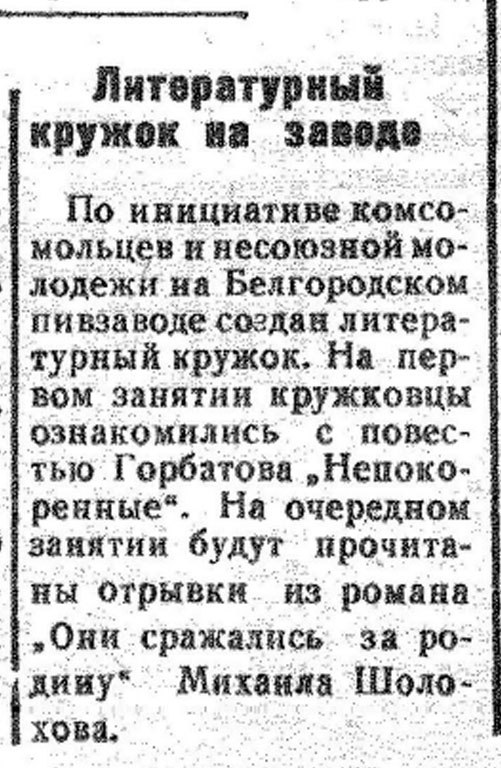 Литературный
кружок на заводе
По инициативе комсо-
мольцев и несоюзной мо-
лодежи на Белгородском
пивзаводе создан литера-
турный кружок. На пер-
вом занятии кружковцы
ознакомились с повес-
тью Горбатова „Непоко-
ренные“. На очередном
занятии будут прочита-
ны отрывки из романа
„Они сражались за ро-
дину“ Михаила Шоло-
хова.